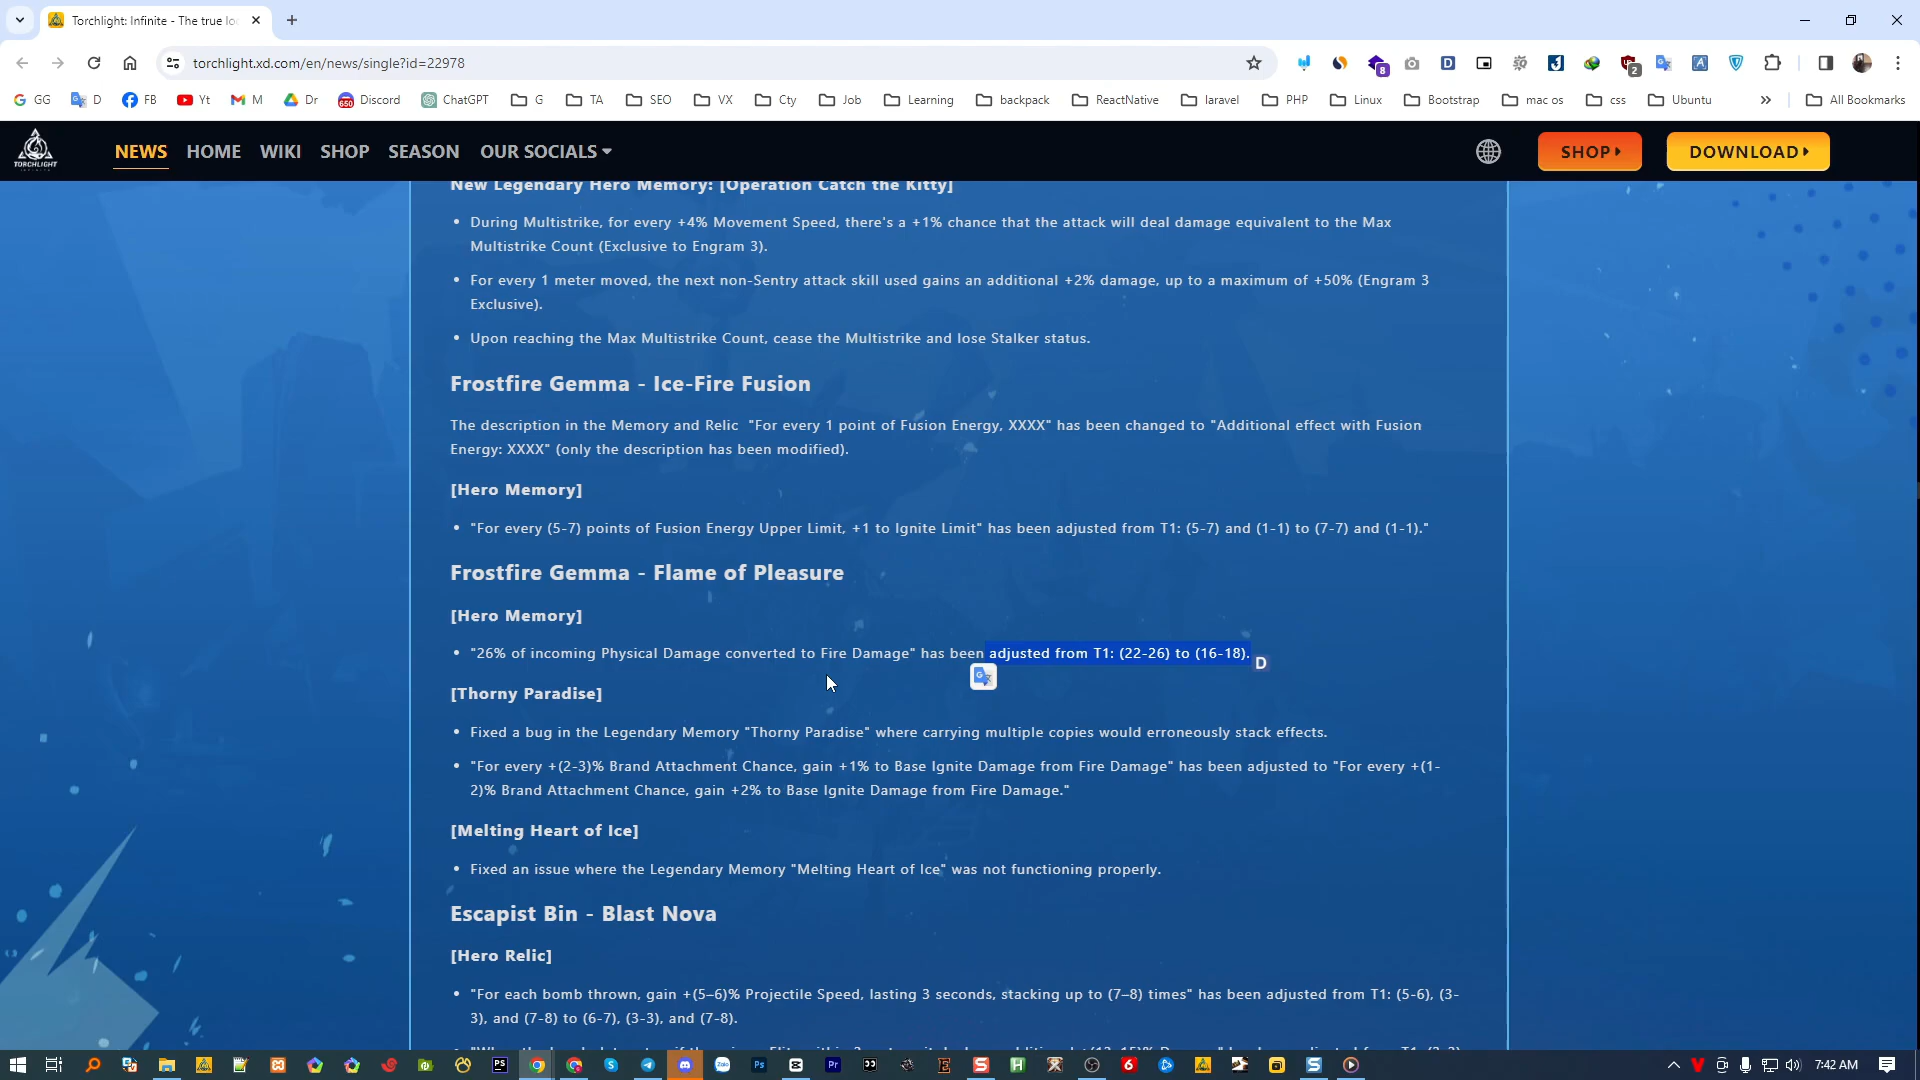 Torchlight: Infinite - The true lo
torchlight.xd.com/en/news/single?id=22978
8
2
GG D FB Yt M Dr Discord ChatGPT G TA SEO VX Cty Job Learning backpack ReactNative laravel PHP Linux Bootstrap mac os css Ubuntu » All Bookmarks
650
TORCHLIGHT
NEWS HOME WIKI SHOP SEASON OUR SOCIALS SHOP DOWNLOAD
New Legendary Hero Memory: [Operation Catch the Kitty]
• During Multistrike, for every +4% Movement Speed, there's a +1% chance that the attack will deal damage equivalent to the Max
Multistrike Count (Exclusive to Engram 3).
• For every 1 meter moved, the next non-Sentry attack skill used gains an additional +2% damage, up to a maximum of +50% (Engram 3
Exclusive).
• Upon reaching the Max Multistrike Count, cease the Multistrike and lose Stalker status.
Frostfire Gemma - Ice-Fire Fusion
The description in the Memory and Relic "For every 1 point of Fusion Energy, XXXX" has been changed to "Additional effect with Fusion
Energy: XXXX" (only the description has been modified).
[Hero Memory]
• "For every (5-7) points of Fusion Energy Upper Limit, +1 to Ignite Limit" has been adjusted from T1: (5-7) and (1-1) to (7-7) and (1-1)."
Frostfire Gemma - Flame of Pleasure
[Hero Memory]
• "26% of incoming Physical Damage converted to Fire Damage" has been adjusted from T1: (22-26) to (16-18).
D
[Thorny Paradise]
• Fixed a bug in the Legendary Memory "Thorny Paradise" where carrying multiple copies would erroneously stack effects.
• "For every +(2-3)% Brand Attachment Chance, gain +1% to Base Ignite Damage from Fire Damage" has been adjusted to "For every +(1-
2)% Brand Attachment Chance, gain +2% to Base Ignite Damage from Fire Damage."
[Melting Heart of Ice]
• Fixed an issue where the Legendary Memory "Melting Heart of Ice" was not functioning properly.
Escapist Bin - Blast Nova
[Hero Relic]
• "For each bomb thrown, gain +(5–6)% Projectile Speed, lasting 3 seconds, stacking up to (7–8) times" has been adjusted from T1: (5-6), (3-
3), and (7-8) to (6-7), (3-3), and (7-8).
7:42 AM